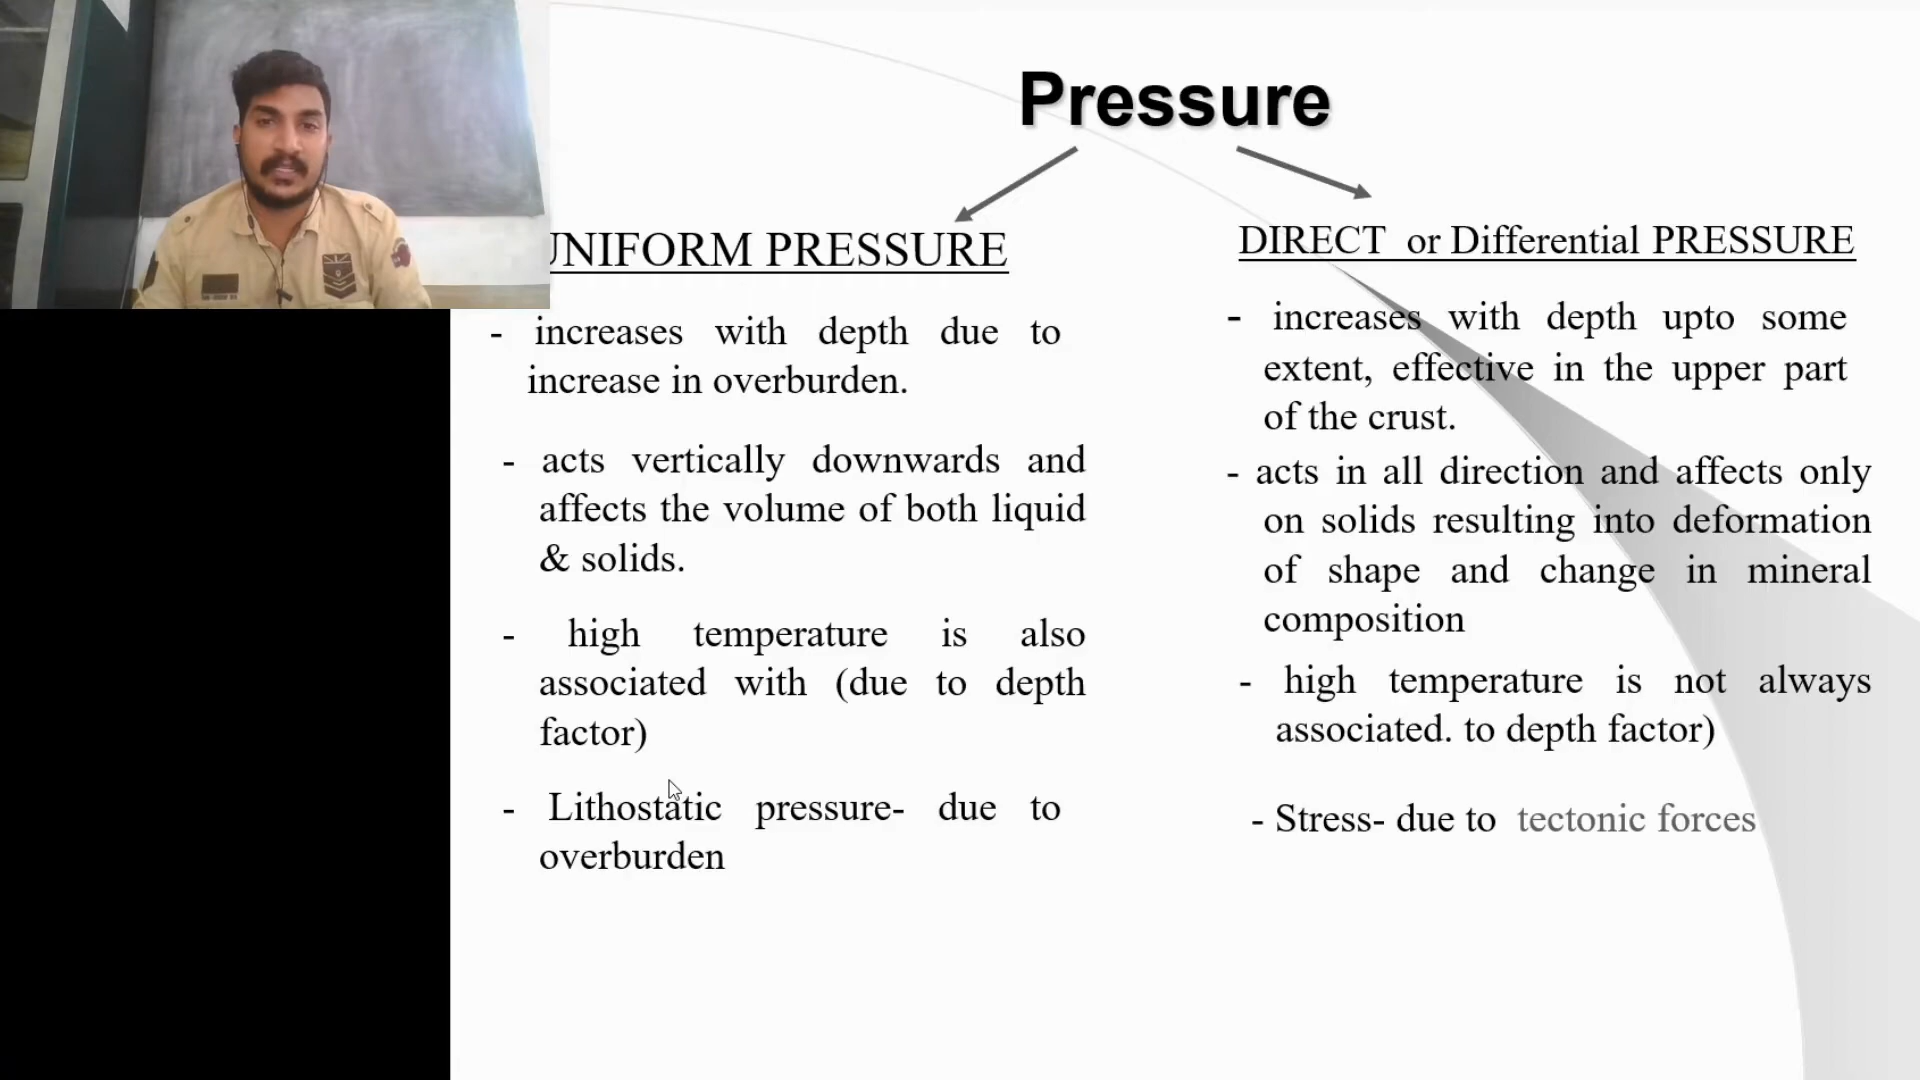 Pressure
UNIFORM PRESSURE
- increases with depth due to
increase in overburden.
- acts vertically downwards and
affects the volume of both liquid
& solids.
- high temperature is also
associated with (due to depth
factor)
- Lithostatic pressure- due to
overburden
DIRECT or Differential PRESSURE
- increases with depth upto some
extent, effective in the upper part
of the crust.
- acts in all direction and affects only
on solids resulting into deformation
of shape and change in mineral
composition
- high temperature is not always
associated. to depth factor)
- Stress- due to tectonic forces